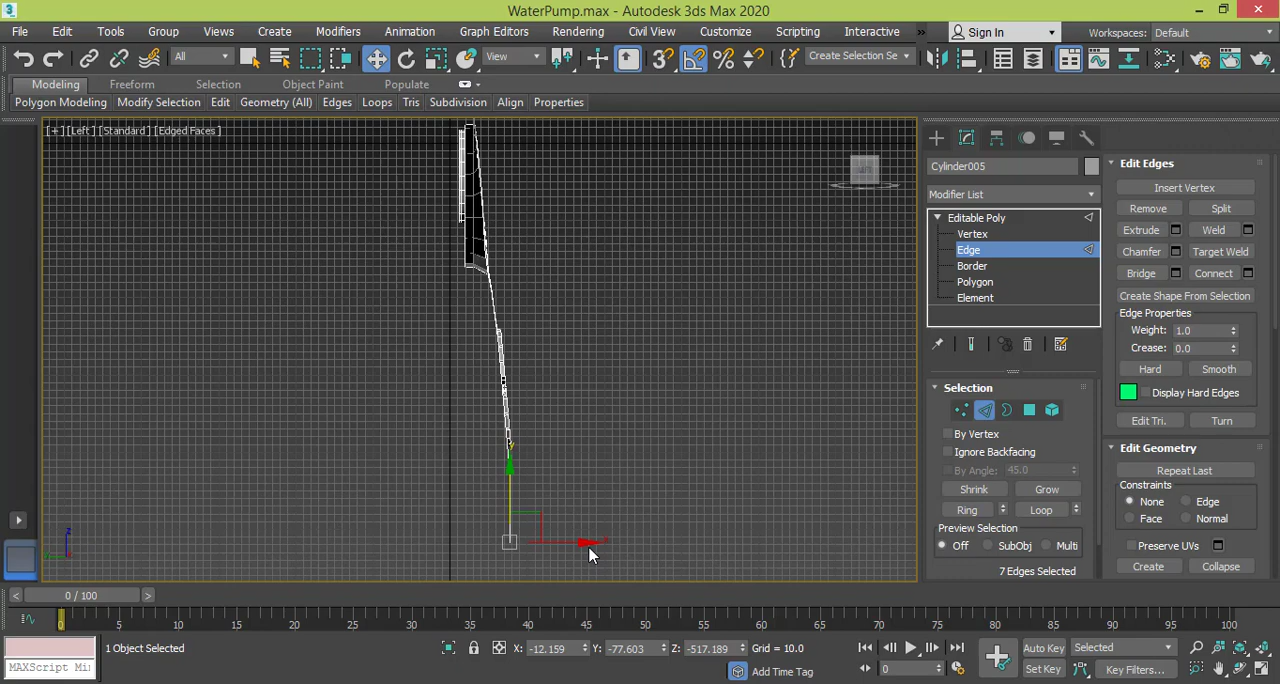 WaterPump.max - Autodesk 3ds Max 2020
File Edit Tools Group Views Create Modifiers Animation Graph Editors Rendering Civil View Customize Scripting Interactive Sign In Workspaces: Default
All View Create Selection Se
Modeling Freeform Selection Object Paint Populate
Polygon Modeling Modify Selection Edit Geometry (All) Edges Loops Tris Subdivision Align Properties
[+] [Left] [Standard] [Edged Faces]
Cylinder005
Modifier List
Editable Poly
Vertex
Edge
Border
Polygon
Element
Selection
By Vertex
Ignore Backfacing
By Angle: 45.0
Shrink Grow
Ring Loop
Preview Selection
Off SubObj Multi
7 Edges Selected
Edit Edges
Insert Vertex
Remove Split
Extrude Weld
Chamfer Target Weld
Bridge Connect
Create Shape From Selection
Edge Properties
Weight: 1.0
Crease: 0.0
Hard Smooth
Display Hard Edges
Edit Tri. Turn
Edit Geometry
Repeat Last
Constraints
None Edge
Face Normal
Preserve UVs
Create Collapse
y
x
z
0 / 100
0 5 10 15 20 25 30 35 40 45 50 55 60 65 70 75 80 85 90 95 100
1 Object Selected X: -12.159 Y: -77.603 Z: -517.189 Grid = 10.0 Auto Key Selected
MAXScript Mi Add Time Tag 0 Set Key Key Filters...